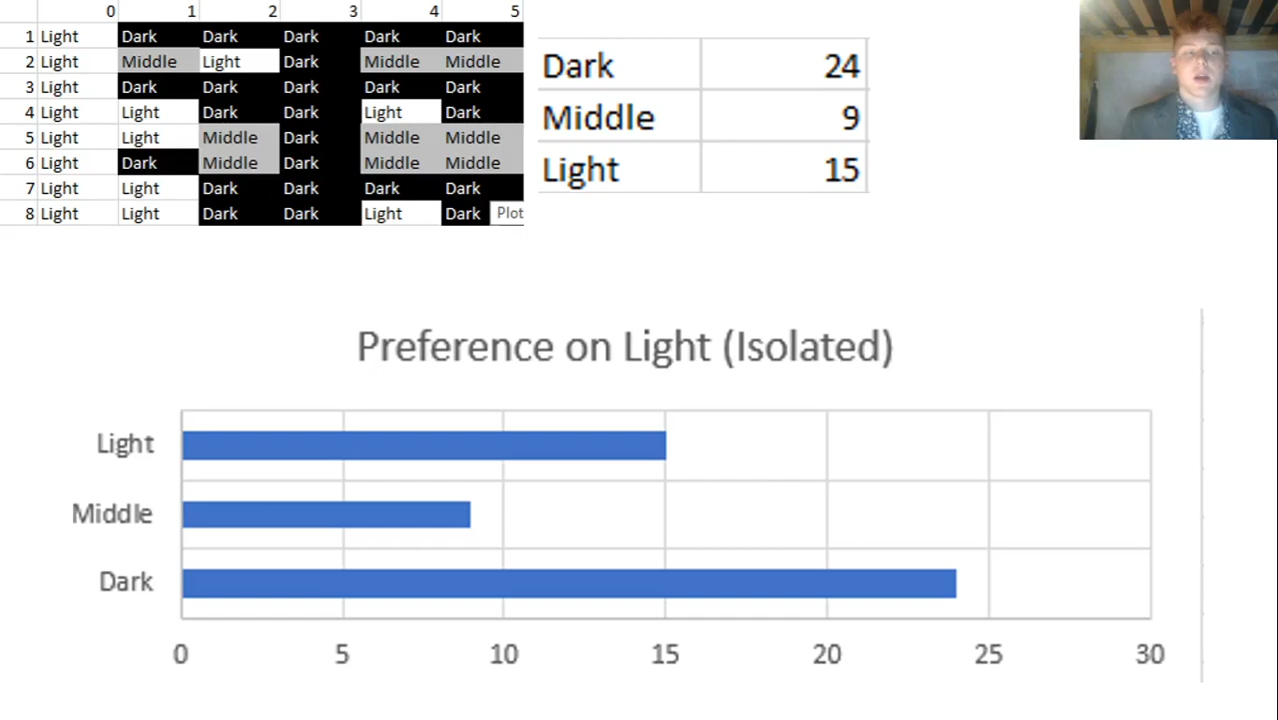 0 1 2 3 4 5
1 Light Dark Dark Dark Dark Dark
2 Light Middle Light Dark Middle Middle
3 Light Dark Dark Dark Dark Dark
4 Light Light Dark Dark Light Dark
5 Light Light Middle Dark Middle Middle
6 Light Dark Middle Dark Middle Middle
7 Light Light Dark Dark Dark Dark
8 Light Light Dark Dark Light Dark Plot
Dark 24
Middle 9
Light 15
Preference on Light (Isolated)
Light
Middle
Dark
0 5 10 15 20 25 30